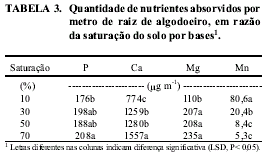 TABELA 3. Quantidade de nutrientes absorvidos por
metro de raiz de algodoeiro, em razão
da saturação do solo por bases¹.
Saturação P Ca Mg Mn
(%) -------------------- (µg m⁻¹) --------------------
10 176b 774c 110b 80,6a
30 198ab 1259b 207a 20,4b
50 188ab 1280b 208a 8,4c
70 208a 1557a 235a 5,3c
¹ Letras diferentes nas colunas indicam diferença significativa (LSD, P< 0,05).